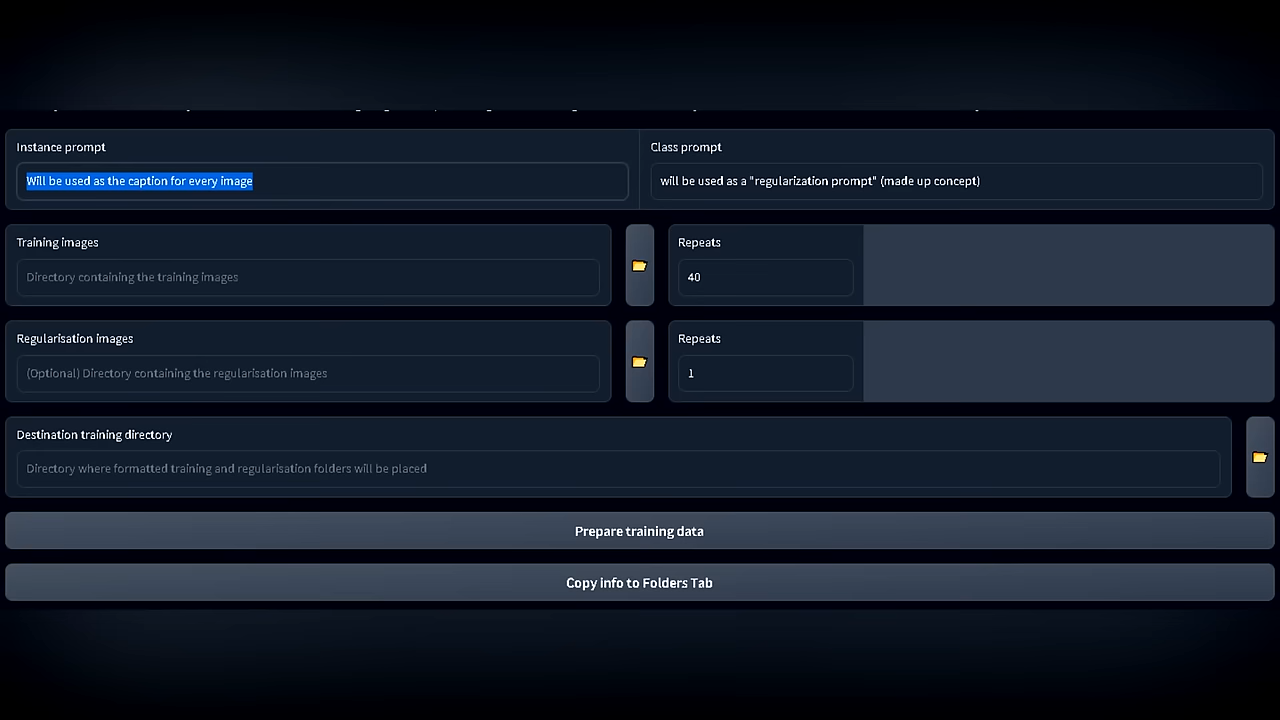 Instance prompt
Class prompt
Will be used as the caption for every image
will be used as a "regularization prompt" (made up concept)
Training images
Repeats
Directory containing the training images
40
Regularisation images
Repeats
(Optional) Directory containing the regularisation images
1
Destination training directory
Directory where formatted training and regularisation folders will be placed
Prepare training data
Copy info to Folders Tab